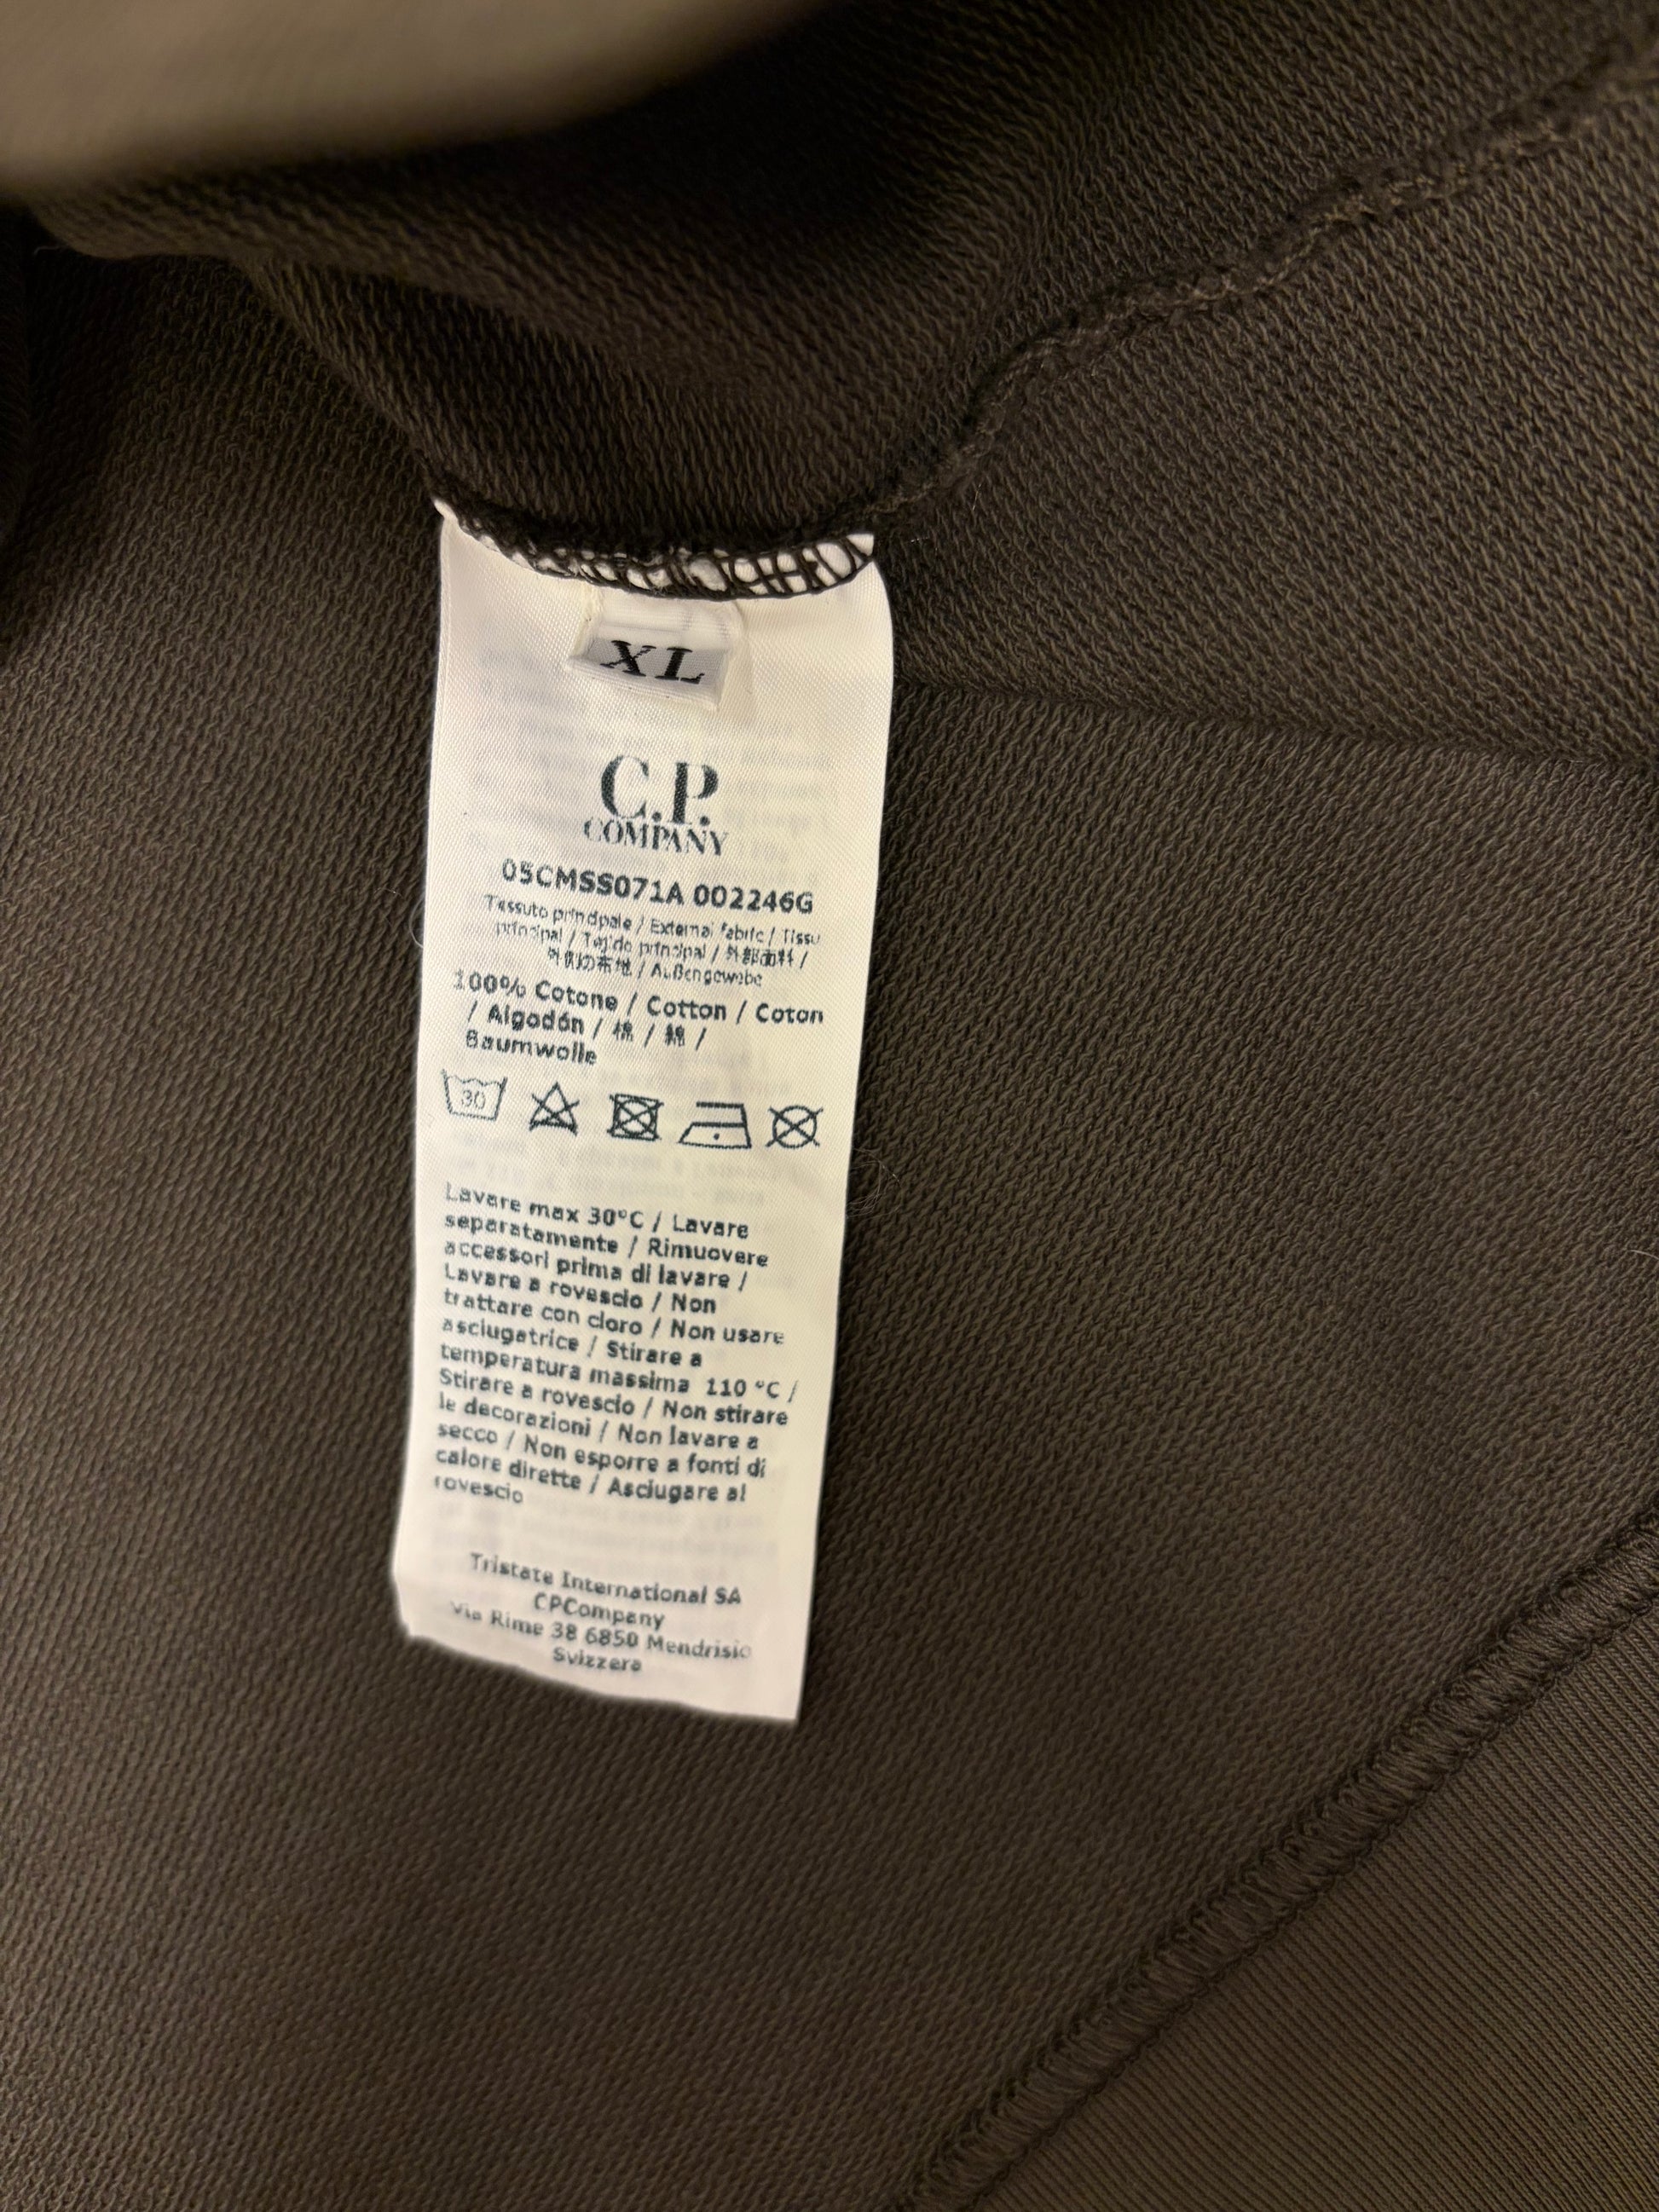 XL
C.P.
COMPANY
05CMSS071A 002246G
Tessuto principale / External fabric / Tissu
principal / Tejido principal / 外部面料 /
外側の布地 / Außengewebe
100% Cotone / Cotton / Coton
/ Algodón / 棉 / 綿 /
Baumwolle
30
Lavare max 30°C / Lavare
separatamente / Rimuovere
accessori prima di lavare /
Lavare a rovescio / Non
trattare con cloro / Non usare
asciugatrice / Stirare a
temperatura massima 110 °C /
Stirare a rovescio / Non stirare
le decorazioni / Non lavare a
secco / Non esporre a fonti di
calore dirette / Asciugare al
rovescio
Tristate International SA
CPCompany
Via Rime 38 6850 Mendrisio
Svizzera